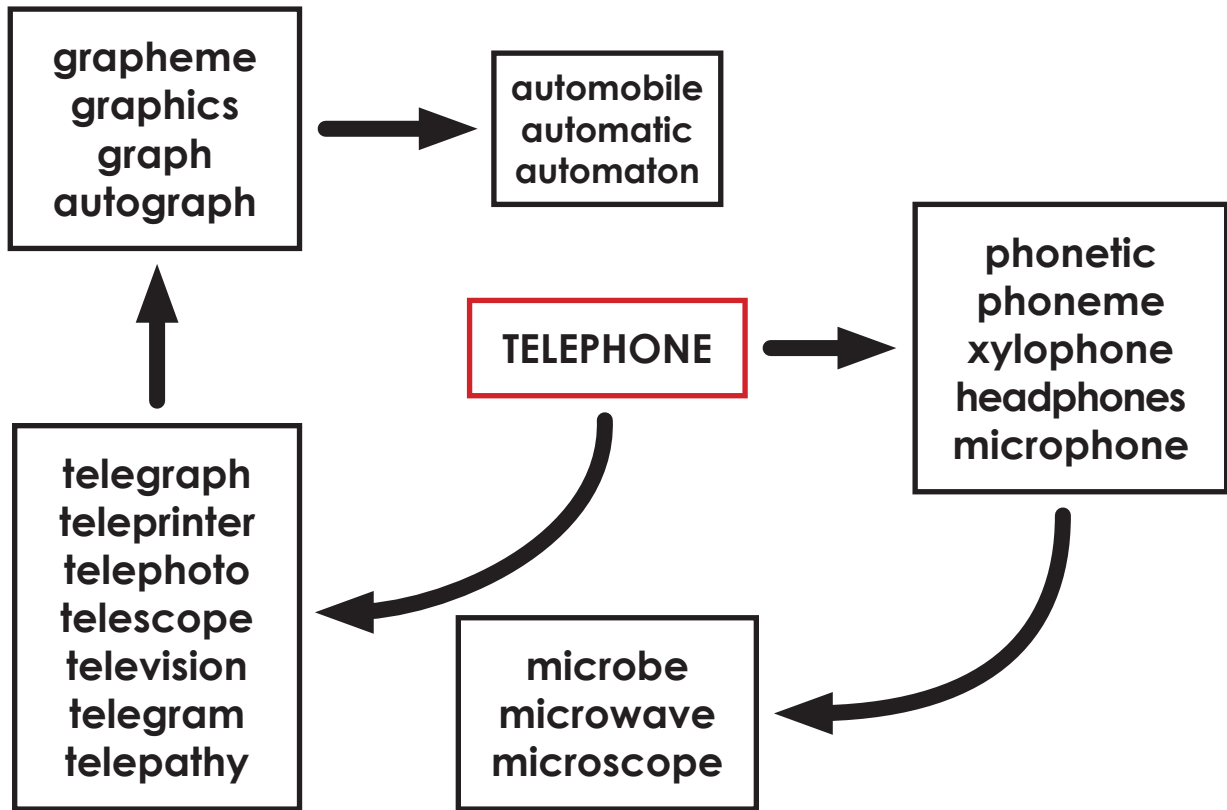 grapheme
graphics
graph
autograph
automobile
automatic
automaton
phonetic
phoneme
xylophone
headphones
microphone
TELEPHONE
telegraph
teleprinter
telephoto
telescope
television
telegram
telepathy
microbe
microwave
microscope